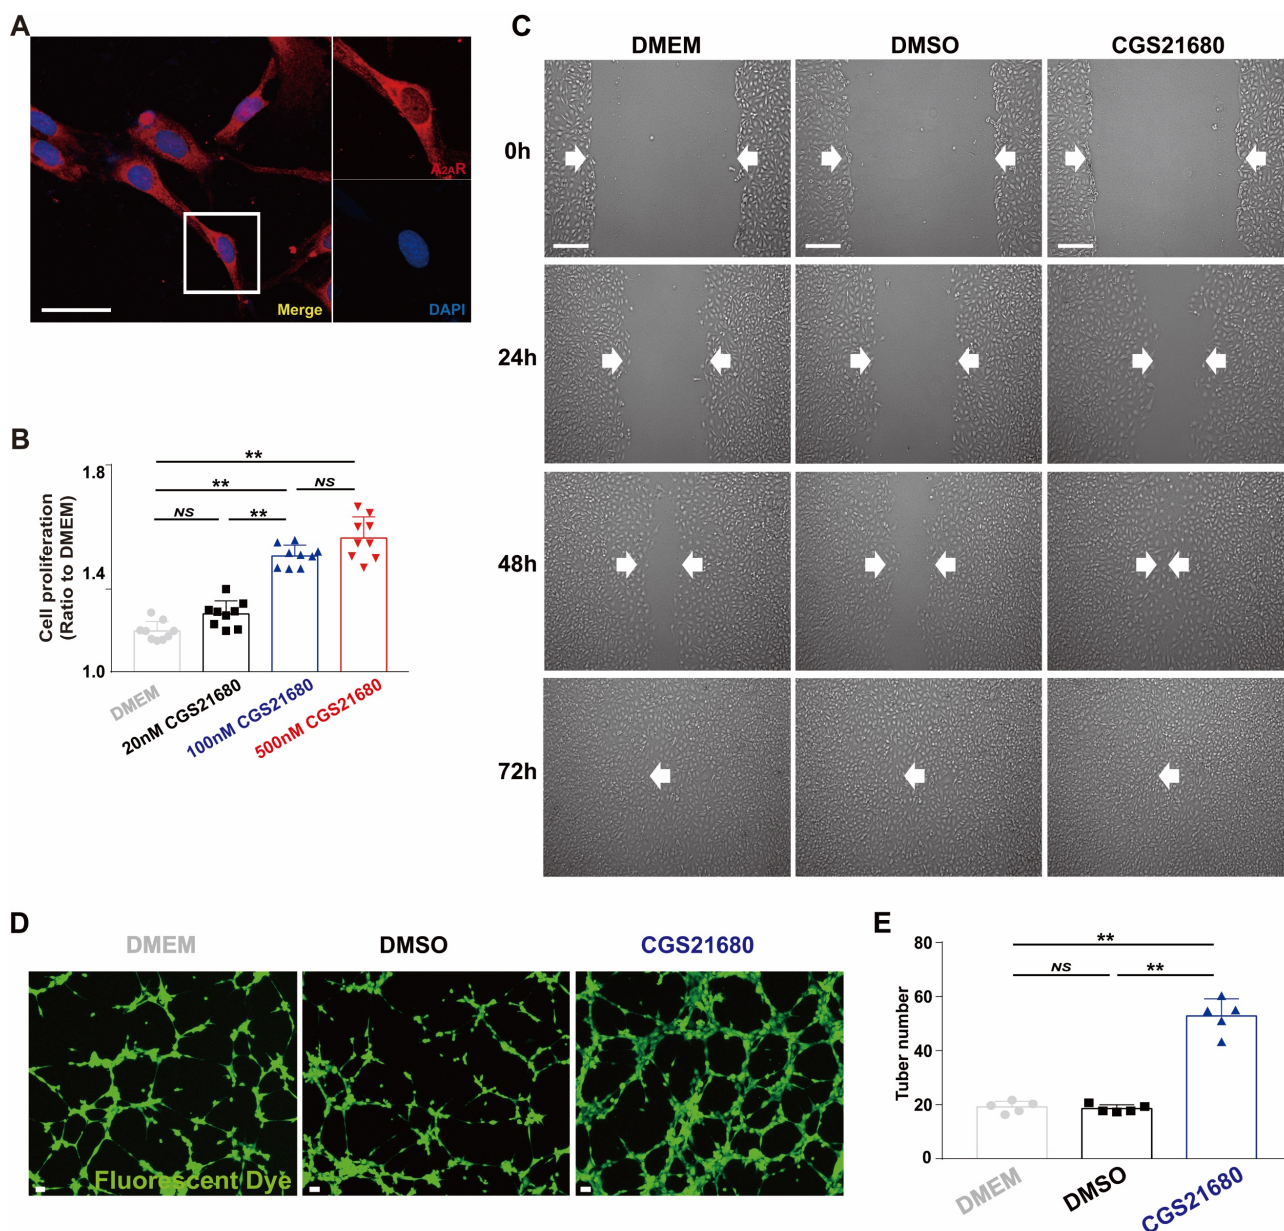 A
A2AR
Merge
DAPI
B
**
**
NS
NS
**
Cell proliferation
(Ratio to DMEM)
1.8
1.4
1.0
DMEM
20nM CGS21680
100nM CGS21680
500nM CGS21680
C
DMEM
DMSO
CGS21680
0h
24h
48h
72h
D
DMEM
DMSO
CGS21680
Fluorescent Dye
E
**
NS
**
Tuber number
80
60
40
20
0
DMEM
DMSO
CGS21680